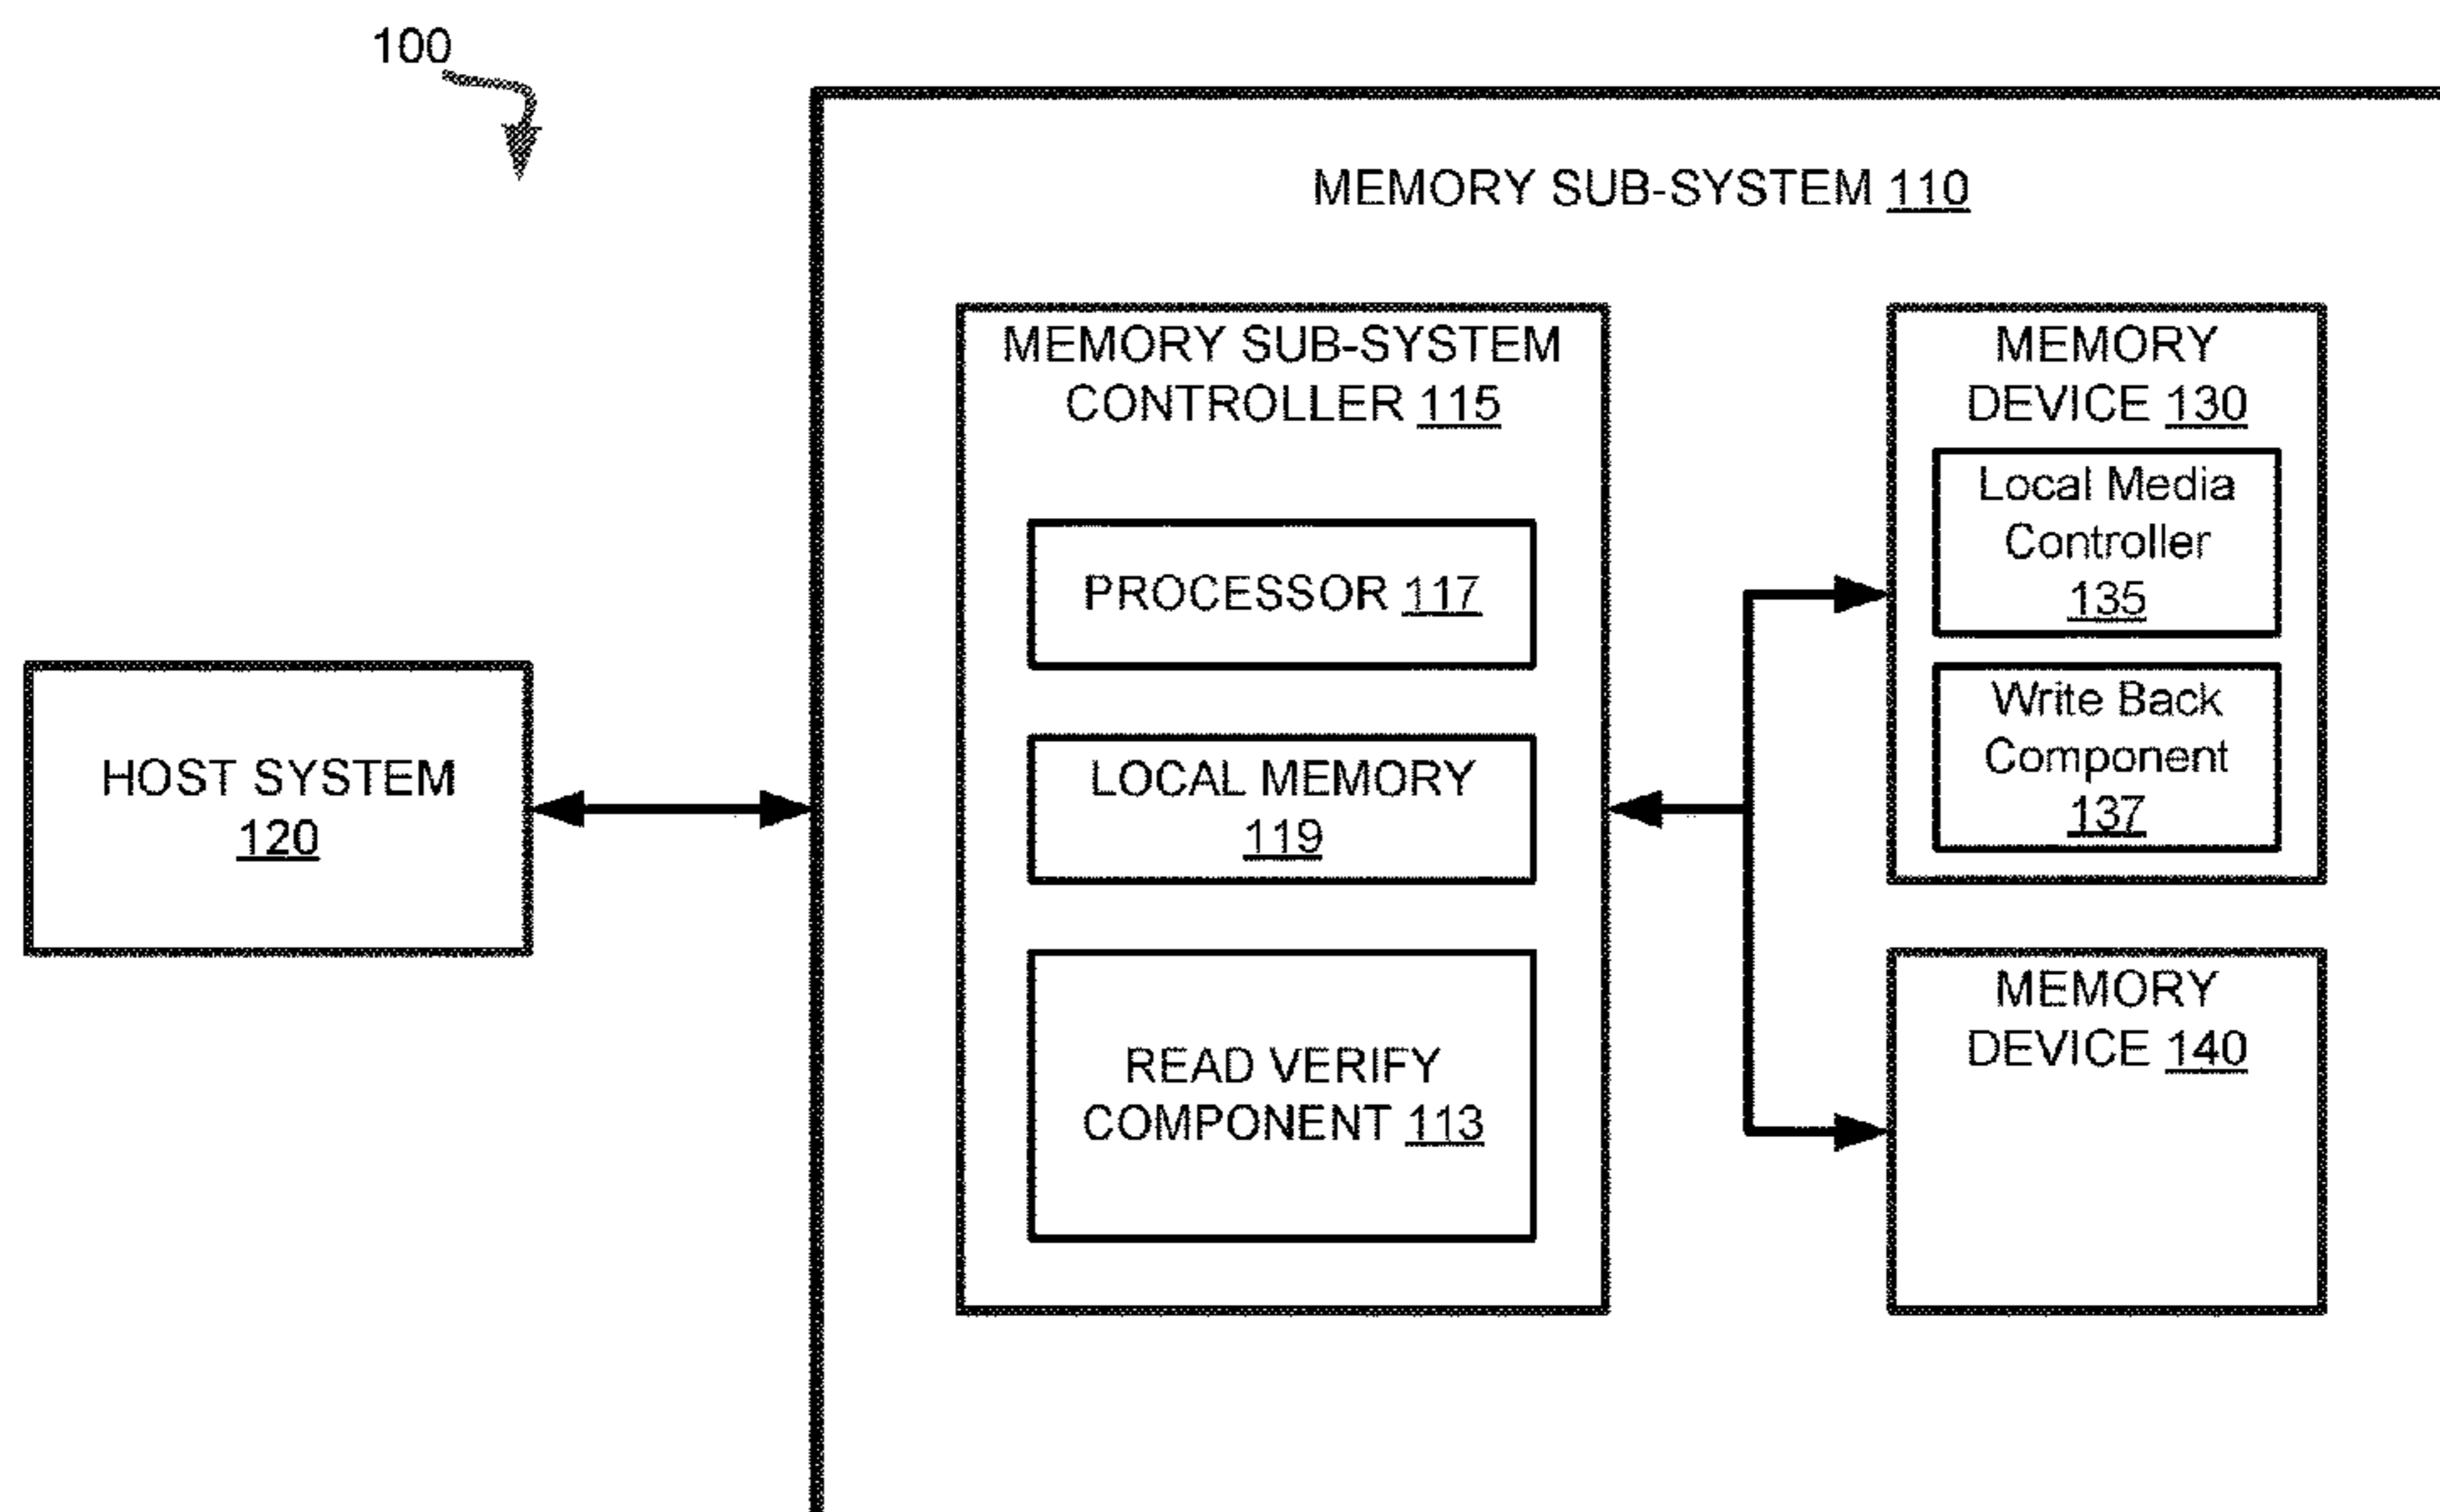 100
MEMORY SUB-SYSTEM 110
MEMORY SUB-SYSTEM
CONTROLLER 115
PROCESSOR 117
LOCAL MEMORY
119
READ VERIFY
COMPONENT 113
MEMORY
DEVICE 130
Local Media
Controller
135
Write Back
Component
137
MEMORY
DEVICE 140
HOST SYSTEM
120